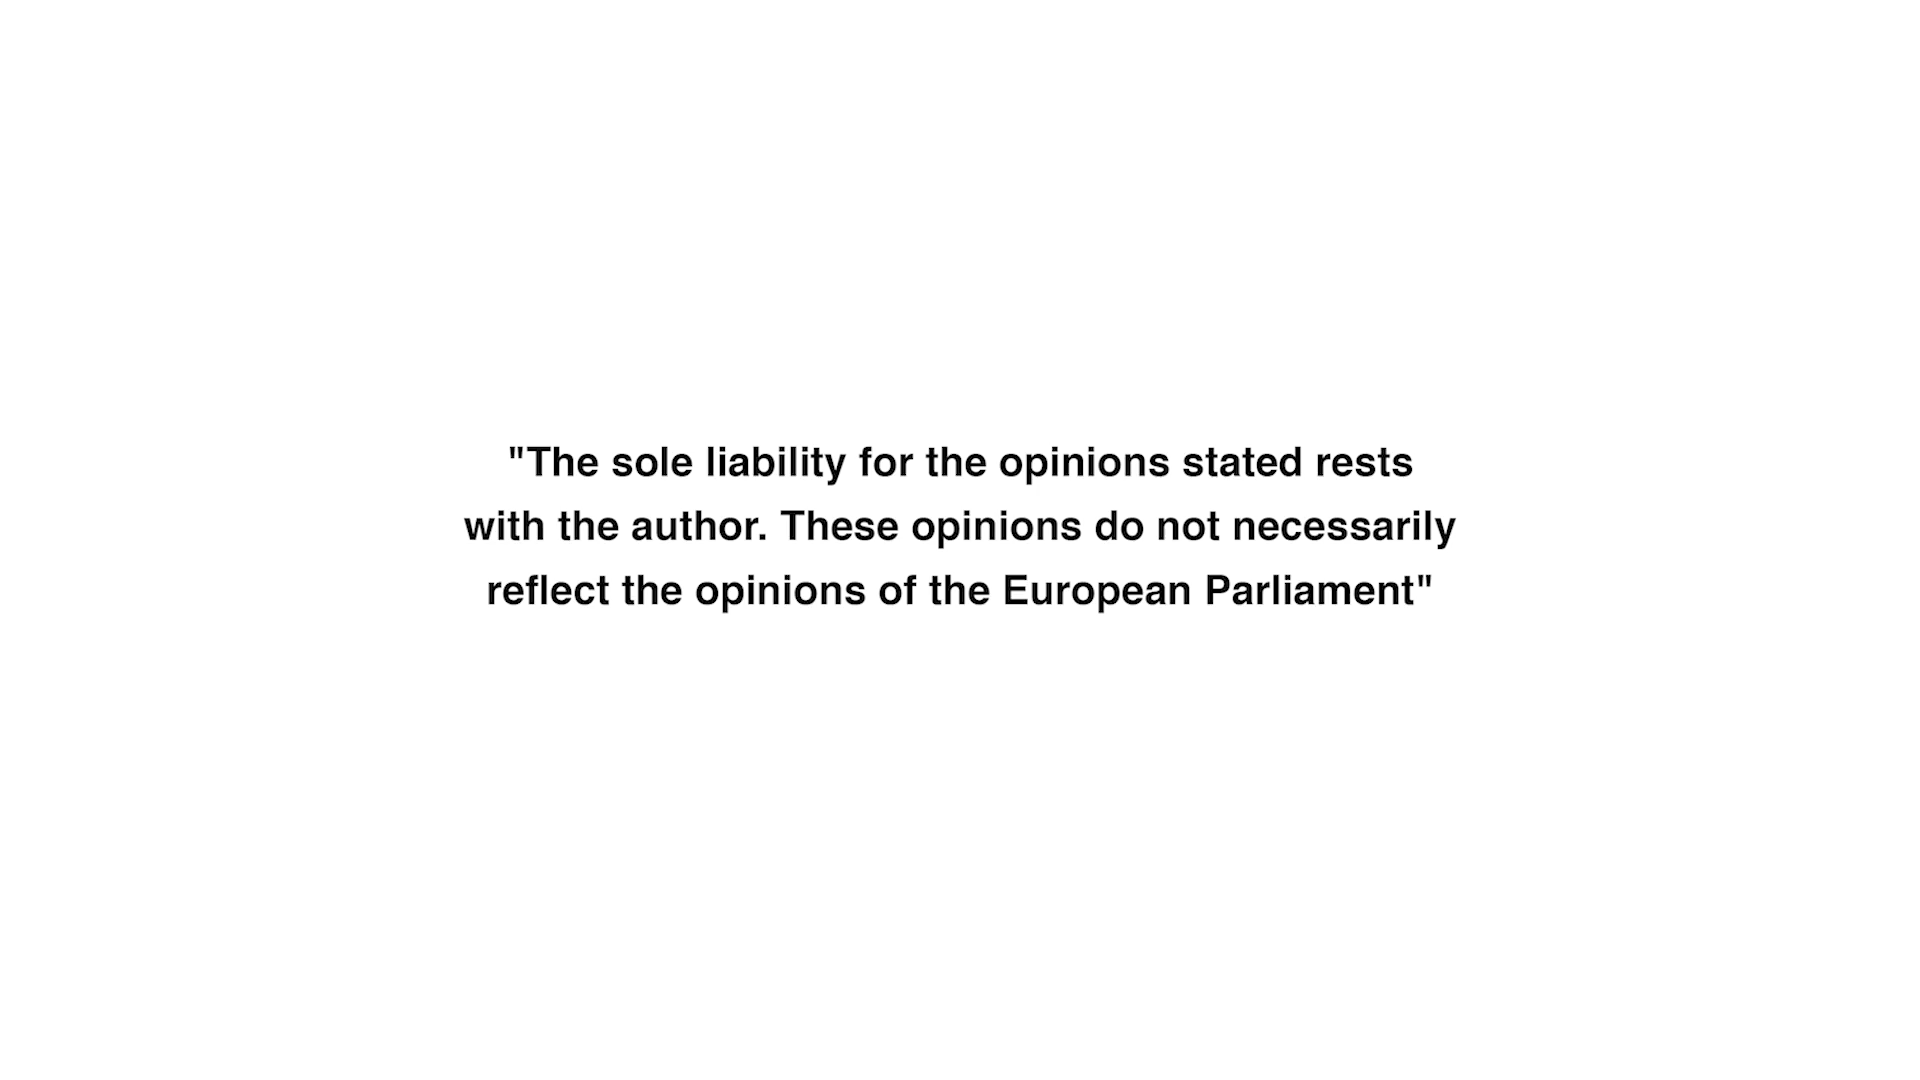 "The sole liability for the opinions stated rests
with the author. These opinions do not necessarily
reflect the opinions of the European Parliament"